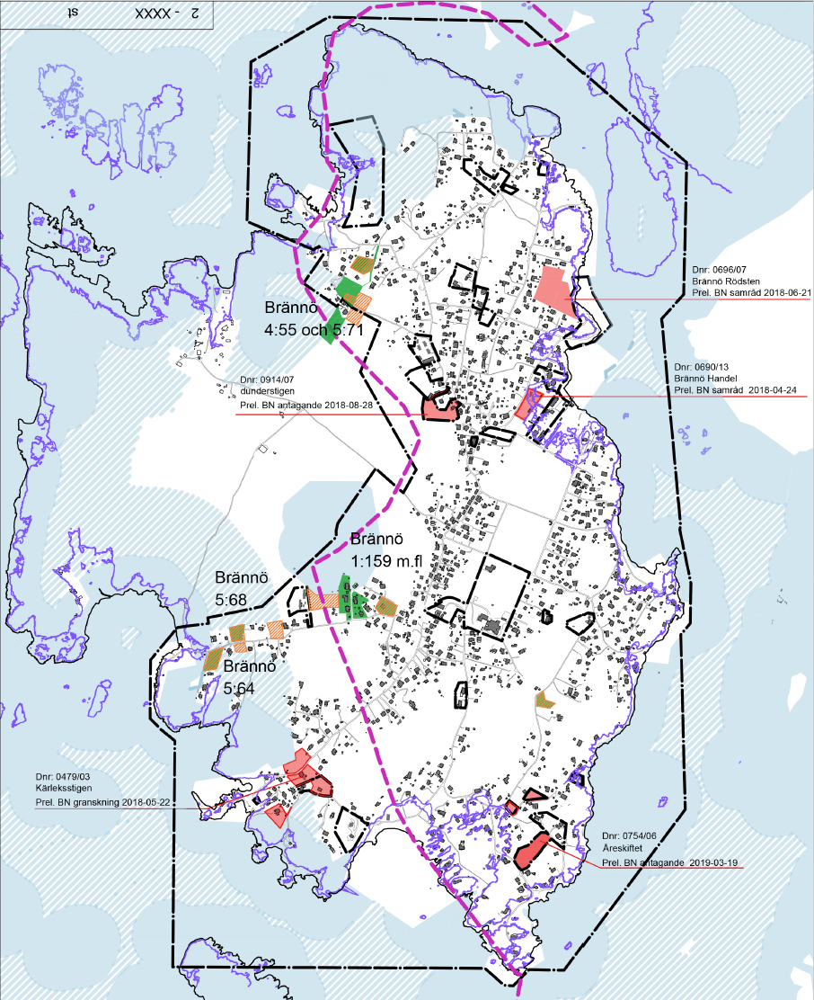 2 - XXXX
st
Dnr: 0696/07
Brännö Rödsten
Prel. BN samråd 2018-06-21
Brännö
4:55 och 5:71
Dnr: 0690/13
Brännö Handel
Prel. BN samråd 2018-04-24
Dnr: 0914/07
dunderstigen
Prel. BN antagande 2018-08-28
Brännö
1:159 m.fl
Brännö
5:68
Brännö
5:64
Dnr: 0479/03
Kärleksstigen
Prel. BN granskning 2018-05-22
Dnr: 0754/06
Åreskiftet
Prel. BN antagande 2019-03-19